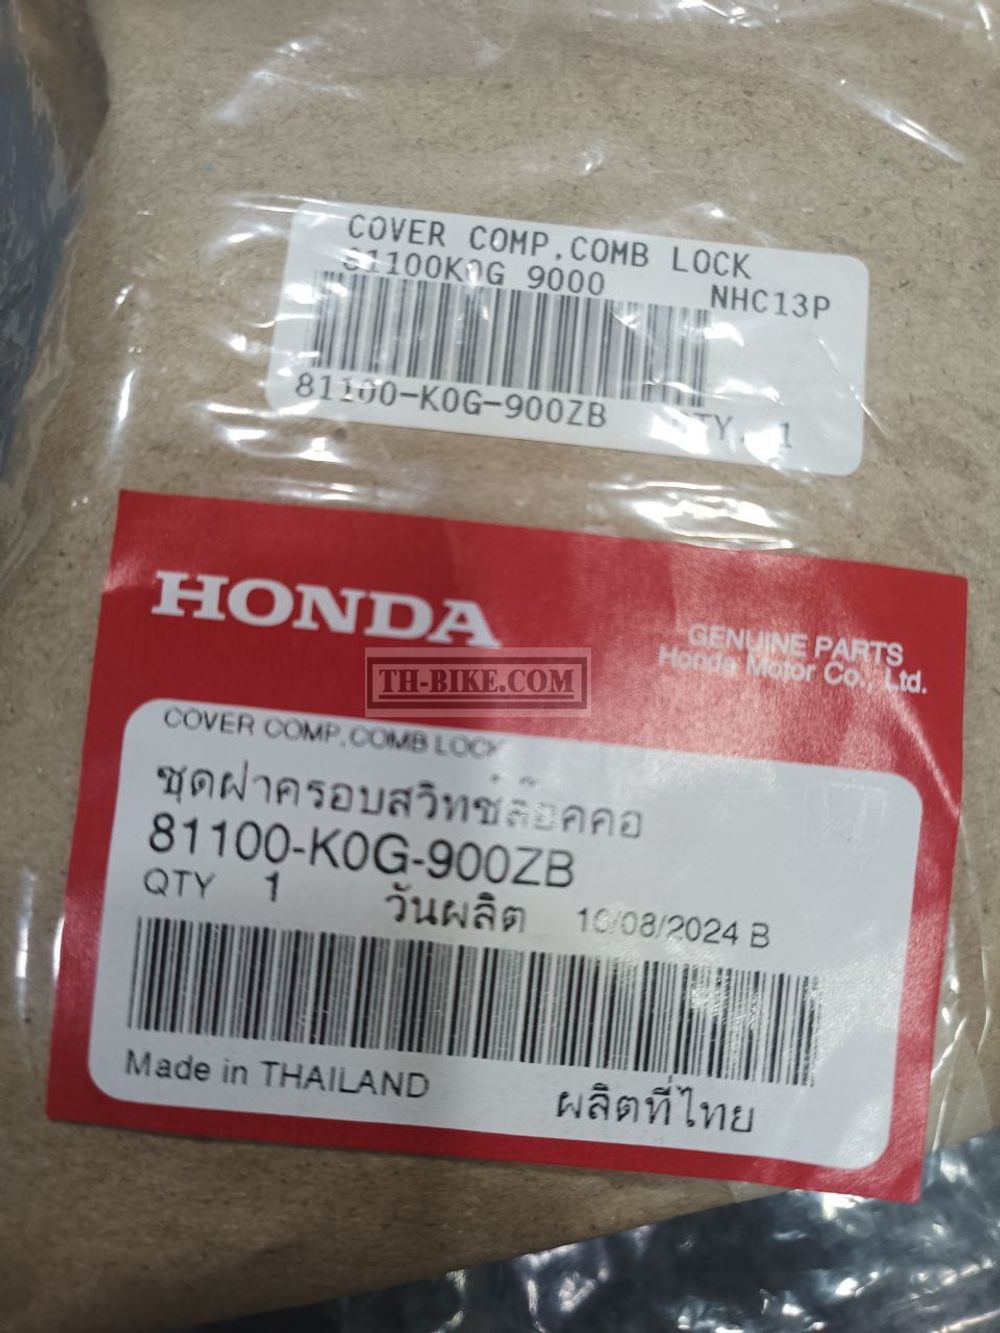 COVER COMP.COMB LOCK
81100K0G 9000 NHC13P
81100-K0G-900ZB QTY. 1
HONDA
GENUINE PARTS
Honda Motor Co., Ltd.
TH-BIKE.COM
COVER COMP.COMB LOCK
ชุดฝาครอบสวิทช์ล๊อคคอ
81100-K0G-900ZB
QTY 1
วันผลิต /08/2024 B
Made in THAILAND
ผลิตที่ไทย